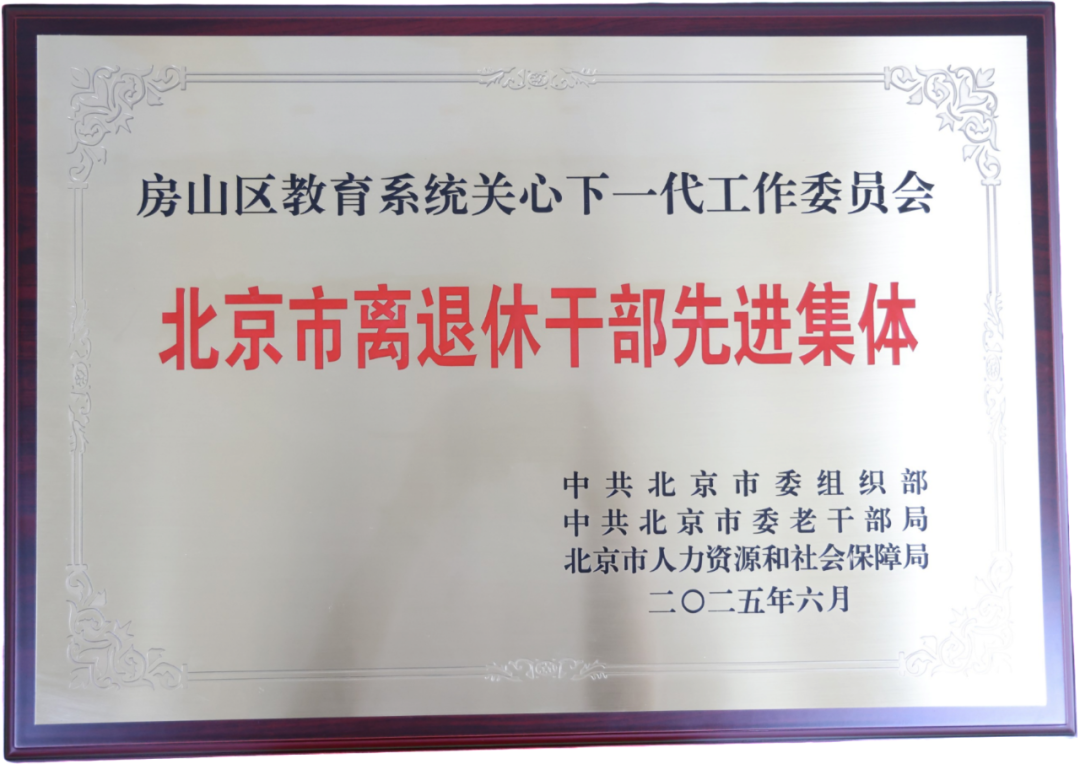 房山区教育系统关心下一代工作委员会
北京市离退休干部先进集体
中共北京市委组织部
中共北京市委老干部局
北京市人力资源和社会保障局
二〇二五年六月